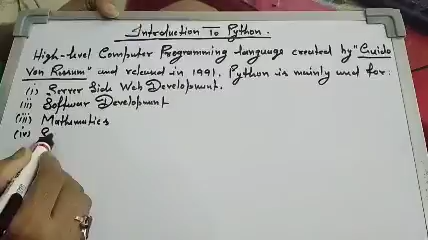 Introduction To Python.
High-level Computer Programming language created by "Guido
Von Rossum" and released in 1991. Python is mainly used for:
(i) Server Side Web Development.
(ii) Softwar Development
(iii) Mathematics
(iv) S